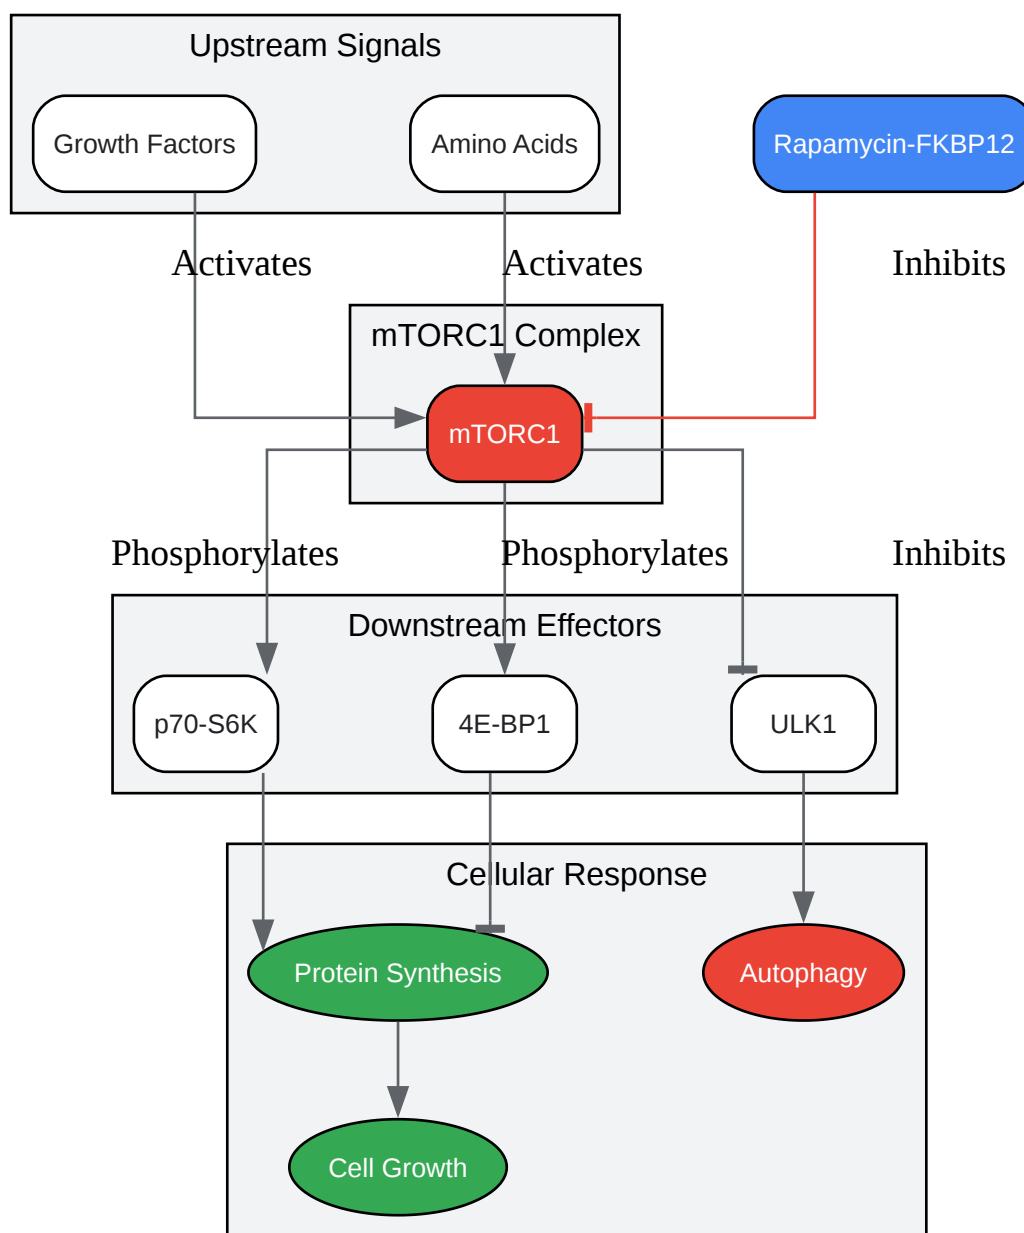 Upstream Signals
Growth Factors
Amino Acids
Rapamycin-FKBP12
Activates
Activates
Inhibits
mTORC1 Complex
mTORC1
Phosphorylates
Phosphorylates
Inhibits
Downstream Effectors
p70-S6K
4E-BP1
ULK1
Cellular Response
Protein Synthesis
Autophagy
Cell Growth